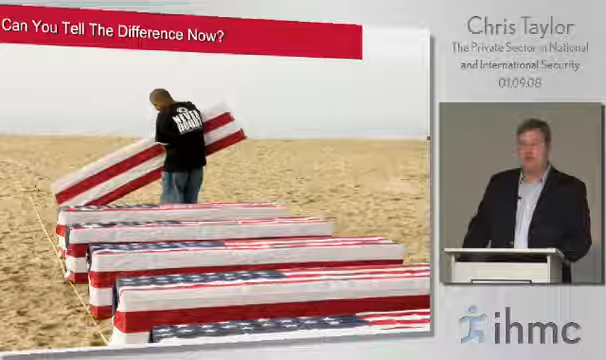 Can You Tell The Difference Now?
Chris Taylor
The Private Sector in National
and International Security
01.09.08
ihmc